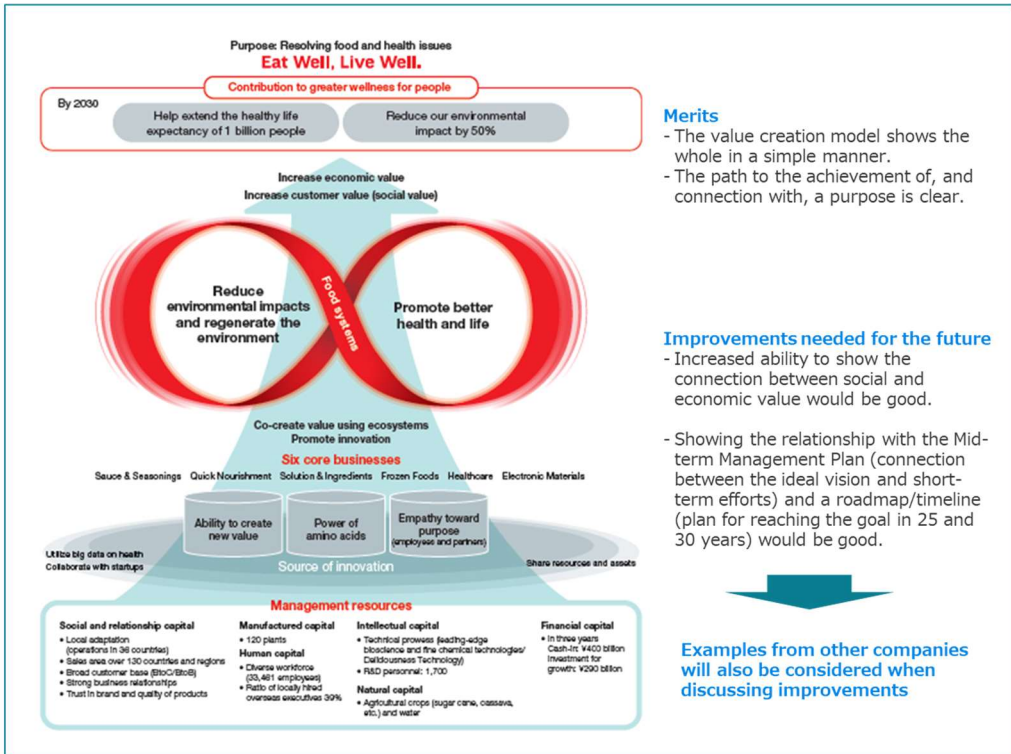 Purpose: Resolving food and health issues
Eat Well, Live Well.
Contribution to greater wellness for people
By 2030
Help extend the healthy life
expectancy of 1 billion people
Reduce our environmental
impact by 50%
Increase economic value
Increase customer value (social value)
Reduce
environmental impacts
and regenerate the
environment
Food systems
Promote better
health and life
Co-create value using ecosystems
Promote innovation
Six core businesses
Sauce & Seasonings Quick Nourishment Solution & Ingredients Frozen Foods Healthcare Electronic Materials
Ability to create
new value
Power of
amino acids
Empathy toward
purpose
(employees and partners)
Utilize big data on health
Collaborate with startups
Source of innovation
Share resources and assets
Management resources
Social and relationship capital
• Local adaptation
(operations in 36 countries)
• Sales area over 130 countries and regions
• Broad customer base (BtoC/BtoB)
• Strong business relationships
• Trust in brand and quality of products
Manufactured capital
• 120 plants
Human capital
• Diverse workforce
(33,461 employees)
• Ratio of locally hired
overseas executives 39%
Intellectual capital
• Technical prowess (leading-edge
bioscience and fine chemical technologies/
Deliciousness Technology)
• R&D personnel: 1,700
Natural capital
• Agricultural crops (sugar cane, cassava,
etc.) and water
Financial capital
• In three years
Cash-in: ¥400 billion
Investment for
growth: ¥290 billion
Merits
- The value creation model shows the
whole in a simple manner.
- The path to the achievement of, and
connection with, a purpose is clear.
Improvements needed for the future
- Increased ability to show the
connection between social and
economic value would be good.
- Showing the relationship with the Mid-
term Management Plan (connection
between the ideal vision and short-
term efforts) and a roadmap/timeline
(plan for reaching the goal in 25 and
30 years) would be good.
Examples from other companies
will also be considered when
discussing improvements